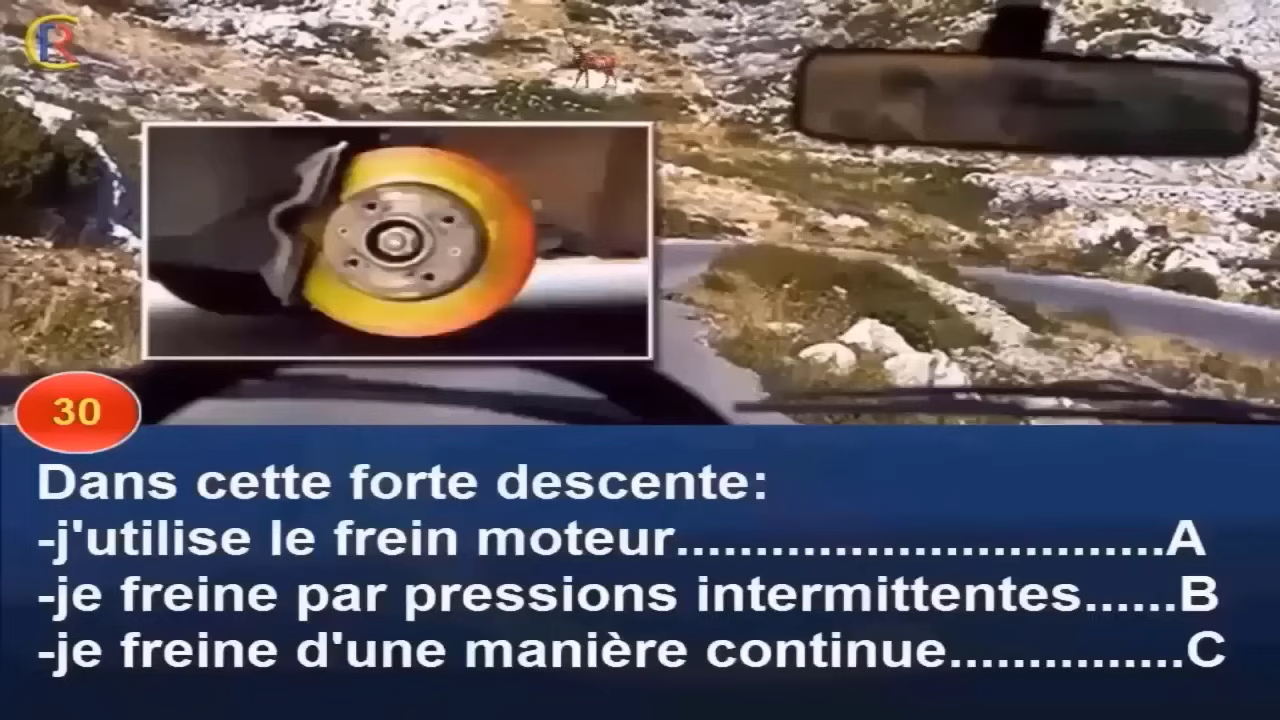 30
Dans cette forte descente:
-j'utilise le frein moteur...............................A
-je freine par pressions intermittentes......B
-je freine d'une manière continue...............C